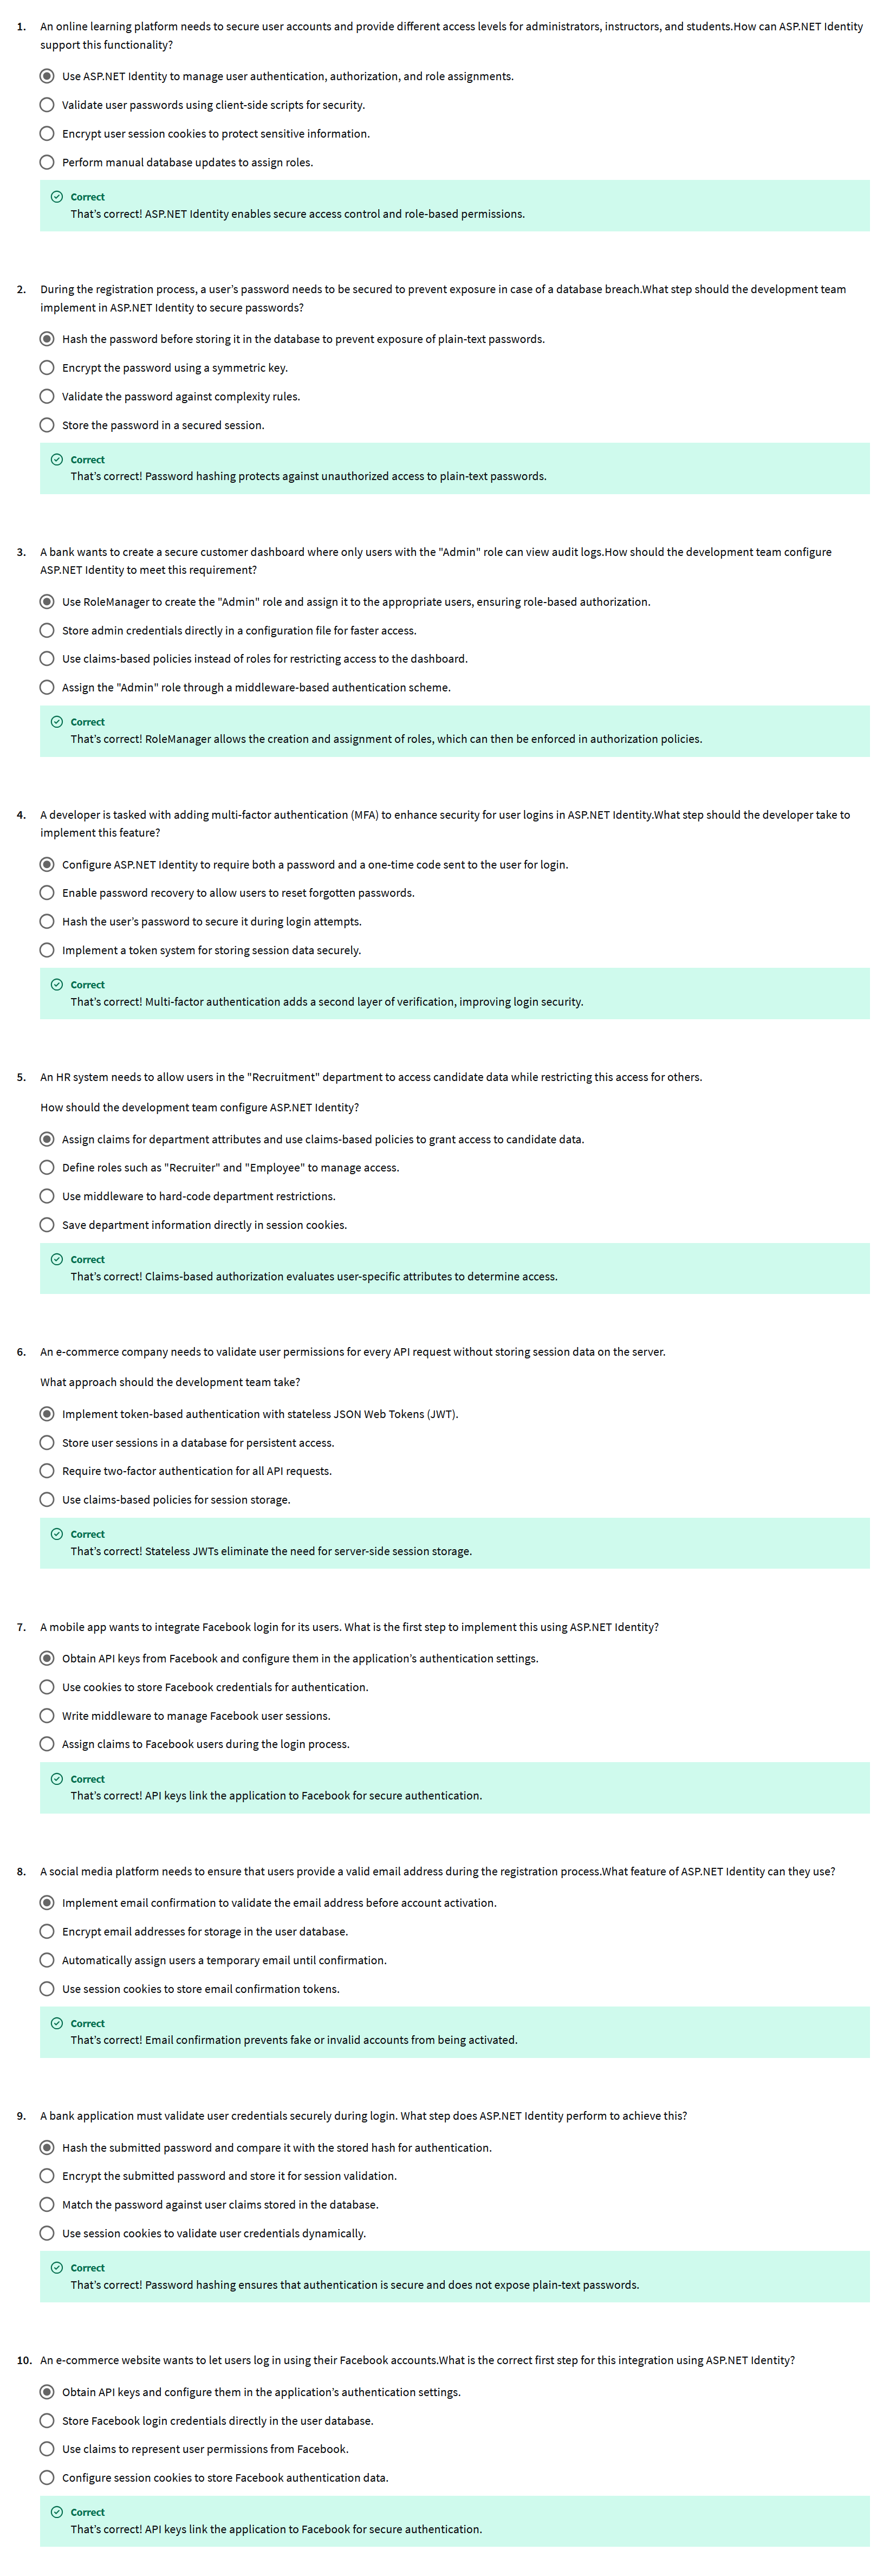 1. An online learning platform needs to secure user accounts and provide different access levels for administrators, instructors, and students.How can ASP.NET Identity
support this functionality?
Use ASP.NET Identity to manage user authentication, authorization, and role assignments.
Validate user passwords using client-side scripts for security.
Encrypt user session cookies to protect sensitive information.
Perform manual database updates to assign roles.
Correct
That's correct! ASP.NET Identity enables secure access control and role-based permissions.
2. During the registration process, a user's password needs to be secured to prevent exposure in case of a database breach.What step should the development team
implement in ASP.NET Identity to secure passwords?
Hash the password before storing it in the database to prevent exposure of plain-text passwords.
Encrypt the password using a symmetric key.
Validate the password against complexity rules.
Store the password in a secured session.
Correct
That's correct! Password hashing protects against unauthorized access to plain-text passwords.
3. A bank wants to create a secure customer dashboard where only users with the "Admin" role can view audit logs.How should the development team configure
ASP.NET Identity to meet this requirement?
Use RoleManager to create the "Admin" role and assign it to the appropriate users, ensuring role-based authorization.
Store admin credentials directly in a configuration file for faster access.
Use claims-based policies instead of roles for restricting access to the dashboard.
Assign the "Admin" role through a middleware-based authentication scheme.
Correct
That's correct! RoleManager allows the creation and assignment of roles, which can then be enforced in authorization policies.
4. A developer is tasked with adding multi-factor authentication (MFA) to enhance security for user logins in ASP.NET Identity.What step should the developer take to
implement this feature?
Configure ASP.NET Identity to require both a password and a one-time code sent to the user for login.
Enable password recovery to allow users to reset forgotten passwords.
Hash the user's password to secure it during login attempts.
Implement a token system for storing session data securely.
Correct
That's correct! Multi-factor authentication adds a second layer of verification, improving login security.
5. An HR system needs to allow users in the "Recruitment" department to access candidate data while restricting this access for others.
How should the development team configure ASP.NET Identity?
Assign claims for department attributes and use claims-based policies to grant access to candidate data.
Define roles such as "Recruiter" and "Employee" to manage access.
Use middleware to hard-code department restrictions.
Save department information directly in session cookies.
Correct
That's correct! Claims-based authorization evaluates user-specific attributes to determine access.
6. An e-commerce company needs to validate user permissions for every API request without storing session data on the server.
What approach should the development team take?
Implement token-based authentication with stateless JSON Web Tokens (JWT).
Store user sessions in a database for persistent access.
Require two-factor authentication for all API requests.
Use claims-based policies for session storage.
Correct
That's correct! Stateless JWTs eliminate the need for server-side session storage.
7. A mobile app wants to integrate Facebook login for its users. What is the first step to implement this using ASP.NET Identity?
Obtain API keys from Facebook and configure them in the application's authentication settings.
Use cookies to store Facebook credentials for authentication.
Write middleware to manage Facebook user sessions.
Assign claims to Facebook users during the login process.
Correct
That's correct! API keys link the application to Facebook for secure authentication.
8. A social media platform needs to ensure that users provide a valid email address during the registration process.What feature of ASP.NET Identity can they use?
Implement email confirmation to validate the email address before account activation.
Encrypt email addresses for storage in the user database.
Automatically assign users a temporary email until confirmation.
Use session cookies to store email confirmation tokens.
Correct
That's correct! Email confirmation prevents fake or invalid accounts from being activated.
9. A bank application must validate user credentials securely during login. What step does ASP.NET Identity perform to achieve this?
Hash the submitted password and compare it with the stored hash for authentication.
Encrypt the submitted password and store it for session validation.
Match the password against user claims stored in the database.
Use session cookies to validate user credentials dynamically.
Correct
That's correct! Password hashing ensures that authentication is secure and does not expose plain-text passwords.
10. An e-commerce website wants to let users log in using their Facebook accounts.What is the correct first step for this integration using ASP.NET Identity?
Obtain API keys and configure them in the application's authentication settings.
Store Facebook login credentials directly in the user database.
Use claims to represent user permissions from Facebook.
Configure session cookies to store Facebook authentication data.
Correct
That's correct! API keys link the application to Facebook for secure authentication.